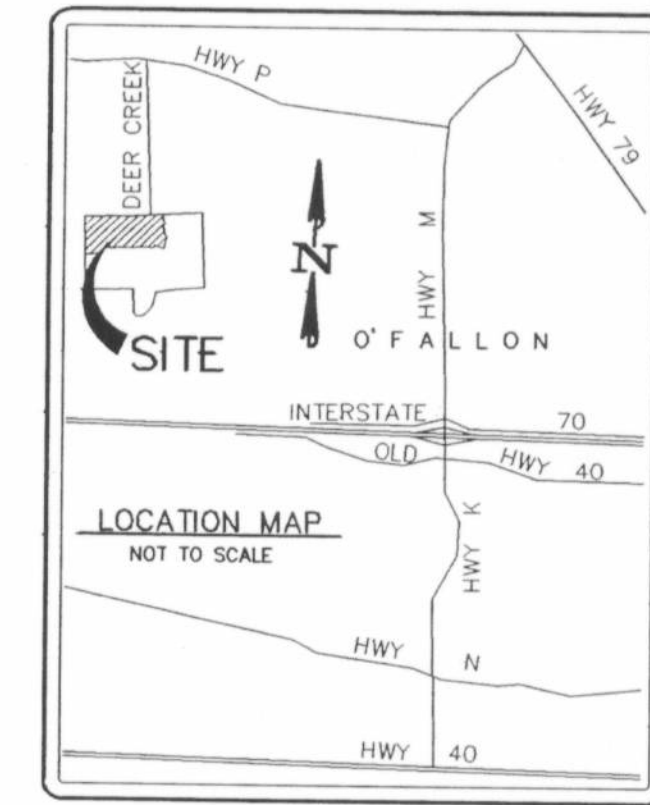 HWY P
DEER CREEK
HWY 79
HWY M
N
O'FALLON
SITE
INTERSTATE 70
OLD HWY 40
LOCATION MAP
NOT TO SCALE
HWY K
HWY N
HWY 40